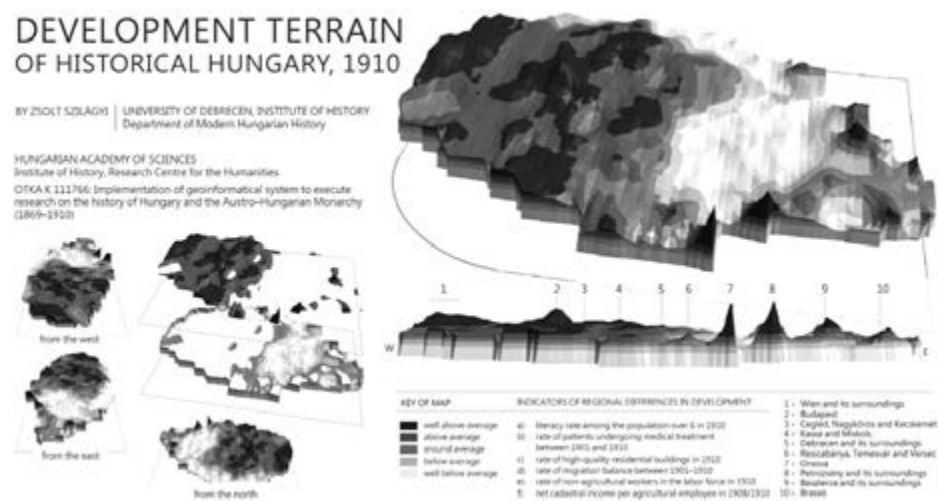 DEVELOPMENT TERRAIN
OF HISTORICAL HUNGARY, 1910
BY ZSOLT SZILÁGYI
UNIVERSITY OF DEBRECEN, INSTITUTE OF HISTORY
Department of Modern Hungarian History
HUNGARIAN ACADEMY OF SCIENCES
Institute of History, Research Centre for the Humanities
OTKA K 111766: Implementation of geoinformatical system to execute
research on the history of Hungary and the Austro-Hungarian Monarchy
(1869–1910)
from the west
from the east
from the north
1 2 3 4 5 6 7 8 9 10
W E
KEY OF MAP
well above average
above average
around average
below average
well below average
INDICATORS OF REGIONAL DIFFERENCES IN DEVELOPMENT
a) literacy rate among the population over 6 in 1910
b) rate of patients undergoing medical treatment
between 1901 and 1910
c) rate of high-quality residential buildings in 1910
d) rate of migration balance between 1901–1910
e) rate of non-agricultural workers in the labor force in 1910
f) net cadastral income per agricultural employee in 1908/1910
1 - Wien and its surroundings
2 - Budapest
3 - Cegléd, Nagykőrös and Kecskemét
4 - Kassa and Miskolc
5 - Debrecen and its surroundings
6 - Resicabánya, Temesvár and Versec
7 - Orsova
8 - Petrozsény and its surroundings
9 - Beszterce and its surroundings
10 - Brassó